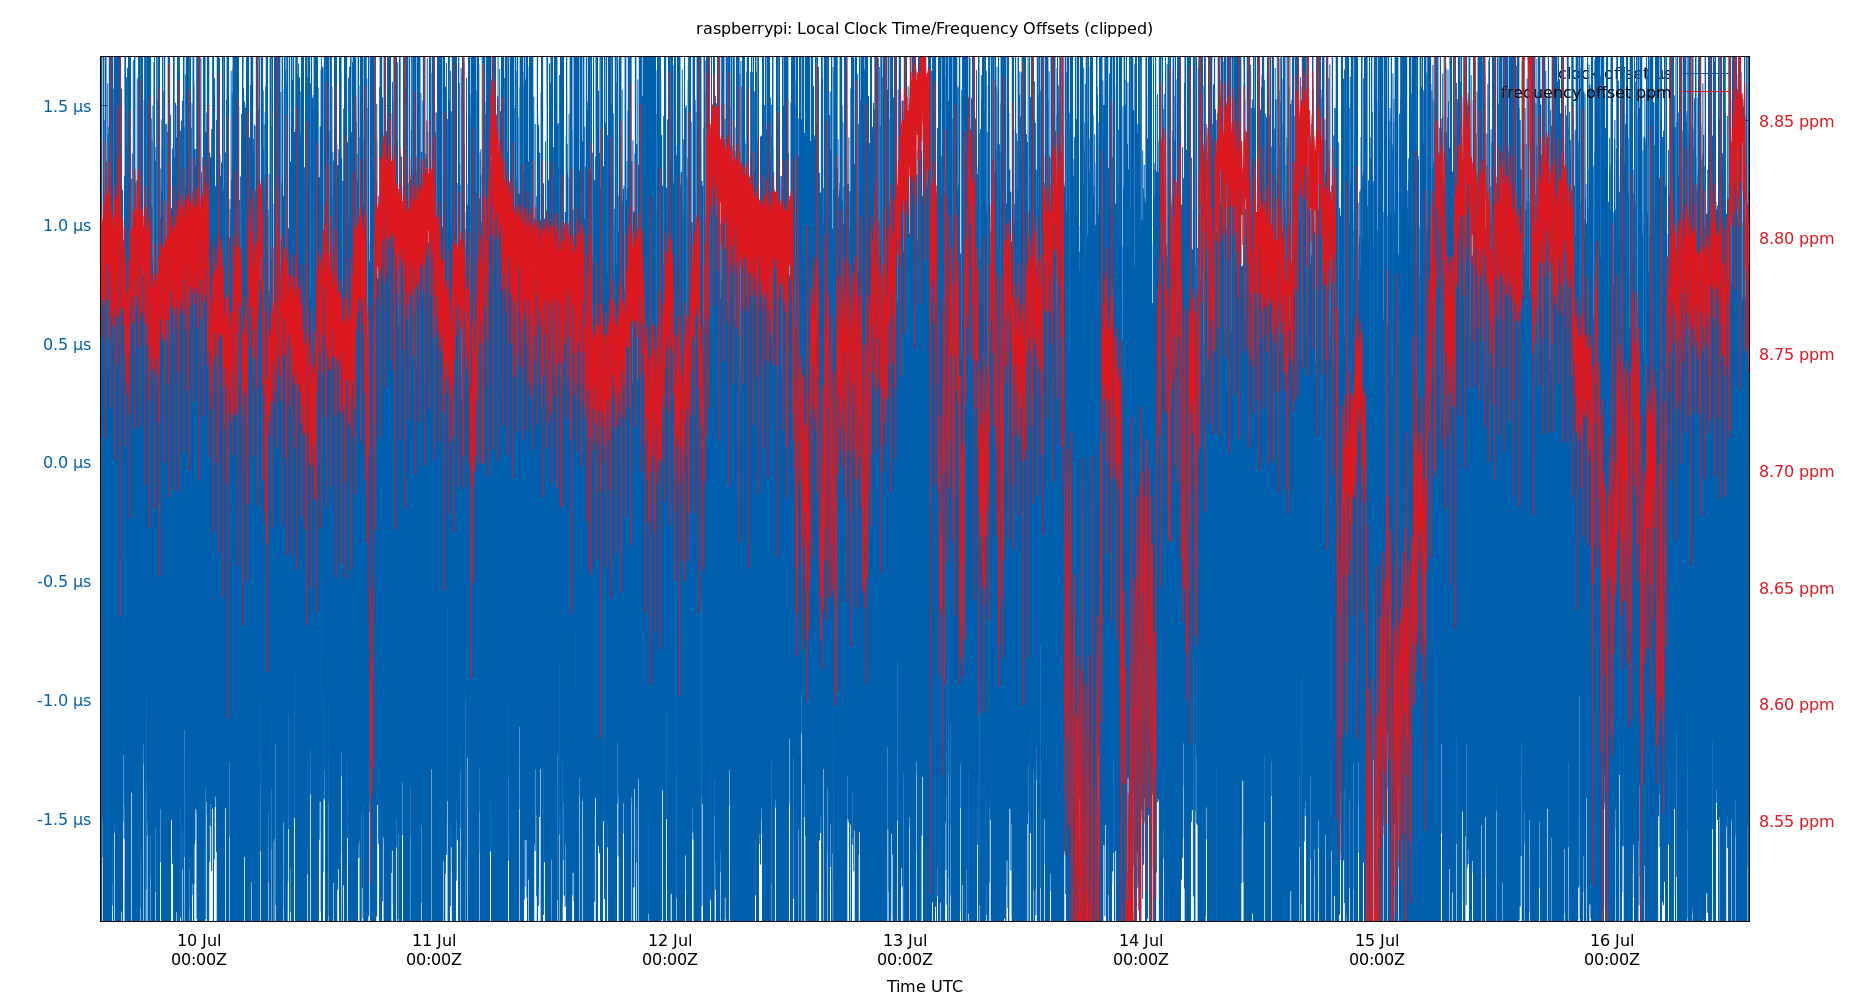 raspberrypi: Local Clock Time/Frequency Offsets (clipped)
clock offset µs
frequency offset ppm
1.5 µs
1.0 µs
0.5 µs
0.0 µs
-0.5 µs
-1.0 µs
-1.5 µs
8.85 ppm
8.80 ppm
8.75 ppm
8.70 ppm
8.65 ppm
8.60 ppm
8.55 ppm
10 Jul
00:00Z
11 Jul
00:00Z
12 Jul
00:00Z
13 Jul
00:00Z
14 Jul
00:00Z
15 Jul
00:00Z
16 Jul
00:00Z
Time UTC